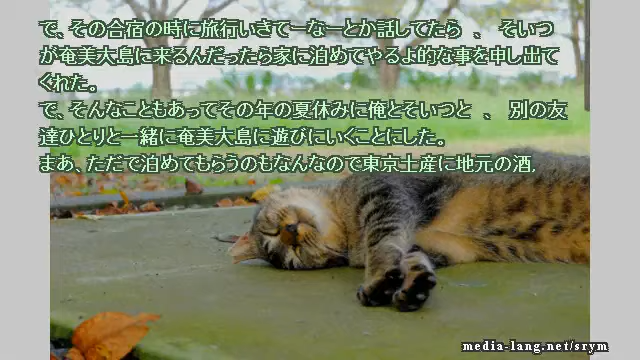 で、その合宿の時に旅行いきてーなーとか話してたら 、 そいつ
が奄美大島に来るんだったら家に泊めてやるよ的な事を申し出て
くれた。
で、そんなこともあってその年の夏休みに俺とそいつと 、 別の友
達ひとりと一緒に奄美大島に遊びにいくことにした。
まあ、ただで泊めてもらうのもなんなので東京土産に地元の酒,
media-lang.net/srym